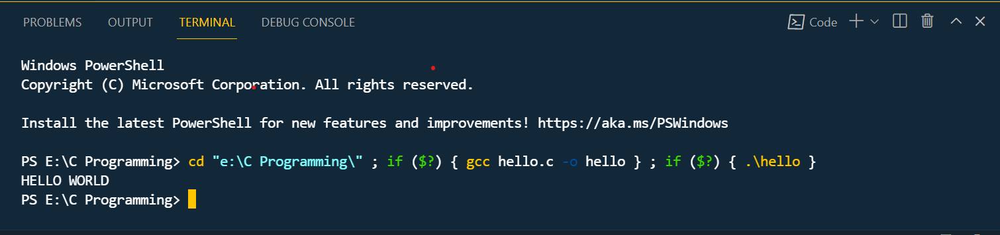 PROBLEMS OUTPUT TERMINAL DEBUG CONSOLE Code
Windows PowerShell
Copyright (C) Microsoft Corporation. All rights reserved.
Install the latest PowerShell for new features and improvements! https://aka.ms/PSWindows
PS E:\C Programming> cd "e:\C Programming\" ; if ($?) { gcc hello.c -o hello } ; if ($?) { .\hello }
HELLO WORLD
PS E:\C Programming>